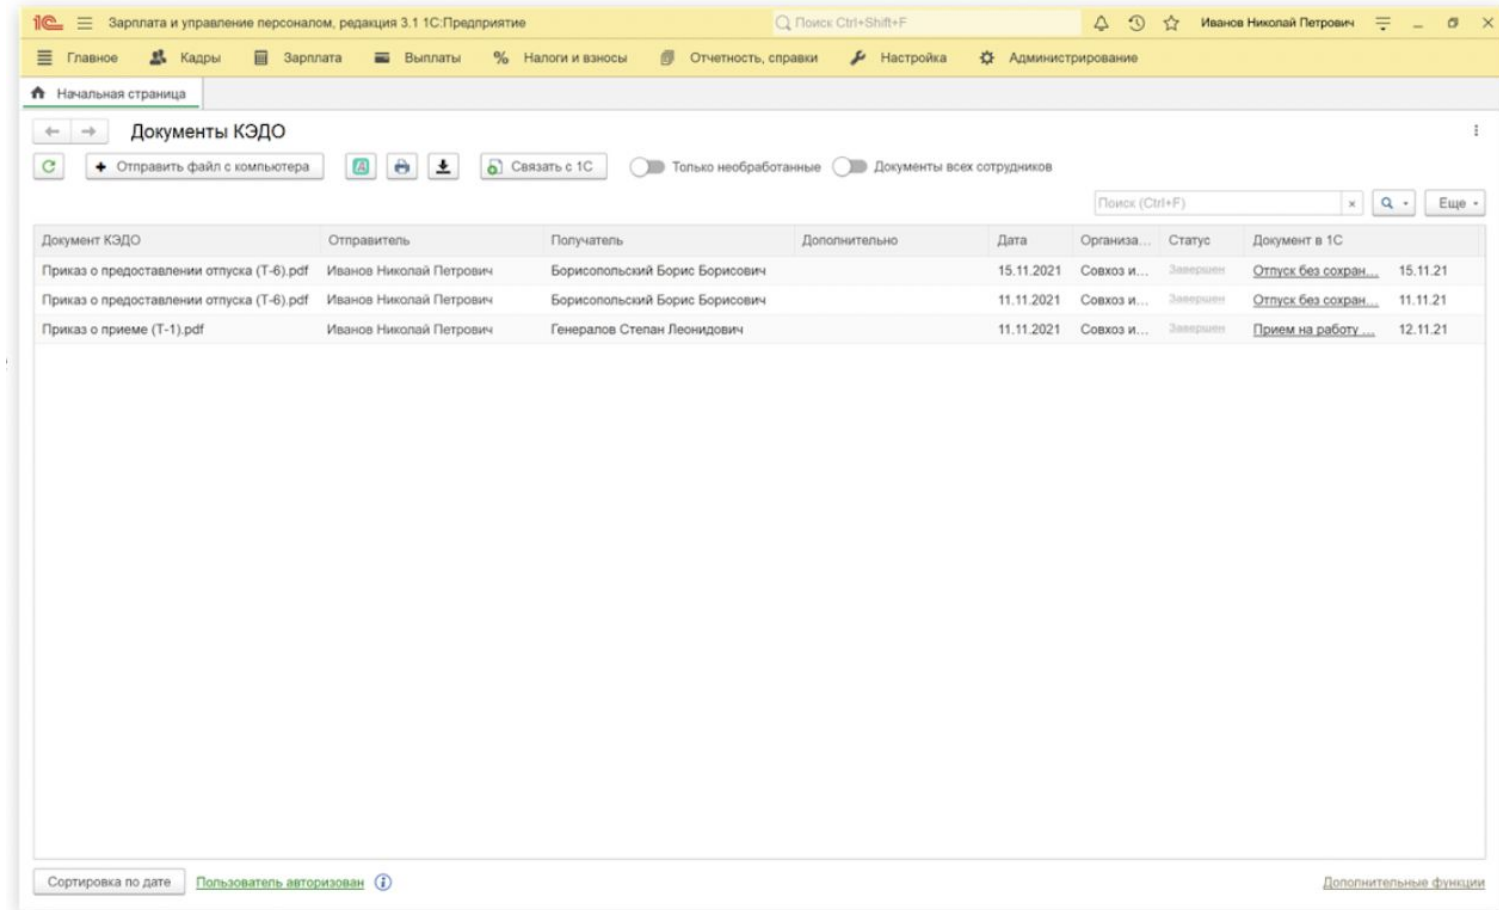 1С Зарплата и управление персоналом, редакция 3.1 1С:Предприятие Поиск Ctrl+Shift+F Иванов Николай Петрович
Главное Кадры Зарплата Выплаты % Налоги и взносы Отчетность, справки Настройка Администрирование
Начальная страница
Документы КЭДО
Отправить файл с компьютера Связать с 1С Только необработанные Документы всех сотрудников
Поиск (Ctrl+F) × Еще
Документ КЭДО Отправитель Получатель Дополнительно Дата Организа... Статус Документ в 1С
Приказ о предоставлении отпуска (Т-6).pdf Иванов Николай Петрович Борисопольский Борис Борисович 15.11.2021 Совхоз и... Завершен Отпуск без сохран... 15.11.21
Приказ о предоставлении отпуска (Т-6).pdf Иванов Николай Петрович Борисопольский Борис Борисович 11.11.2021 Совхоз и... Завершен Отпуск без сохран... 11.11.21
Приказ о приеме (Т-1).pdf Иванов Николай Петрович Генералов Степан Леонидович 11.11.2021 Совхоз и... Завершен Прием на работу ... 12.11.21
Сортировка по дате Пользователь авторизован i Дополнительные функции